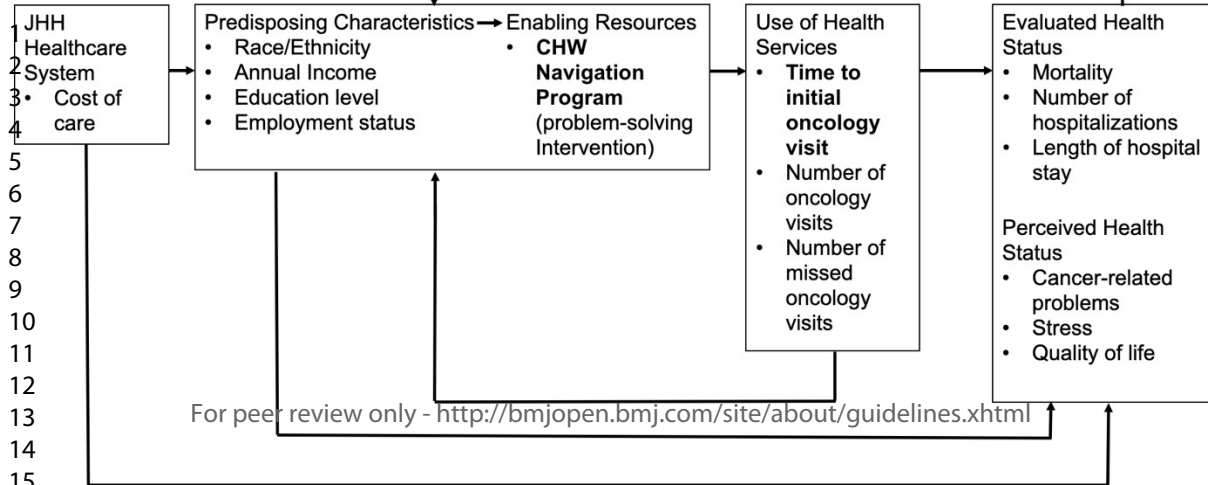 JHH
Healthcare
System
• Cost of
care
Predisposing Characteristics
• Race/Ethnicity
• Annual Income
• Education level
• Employment status
Enabling Resources
• CHW
Navigation
Program
(problem-solving
Intervention)
Use of Health
Services
• Time to
initial
oncology
visit
• Number of
oncology
visits
• Number of
missed
oncology
visits
Evaluated Health
Status
• Mortality
• Number of
hospitalizations
• Length of hospital
stay
Perceived Health
Status
• Cancer-related
problems
• Stress
• Quality of life
1
2
3
4
5
6
7
8
9
10
11
12
13
14
15
For peer review only - http://bmjopen.bmj.com/site/about/guidelines.xhtml